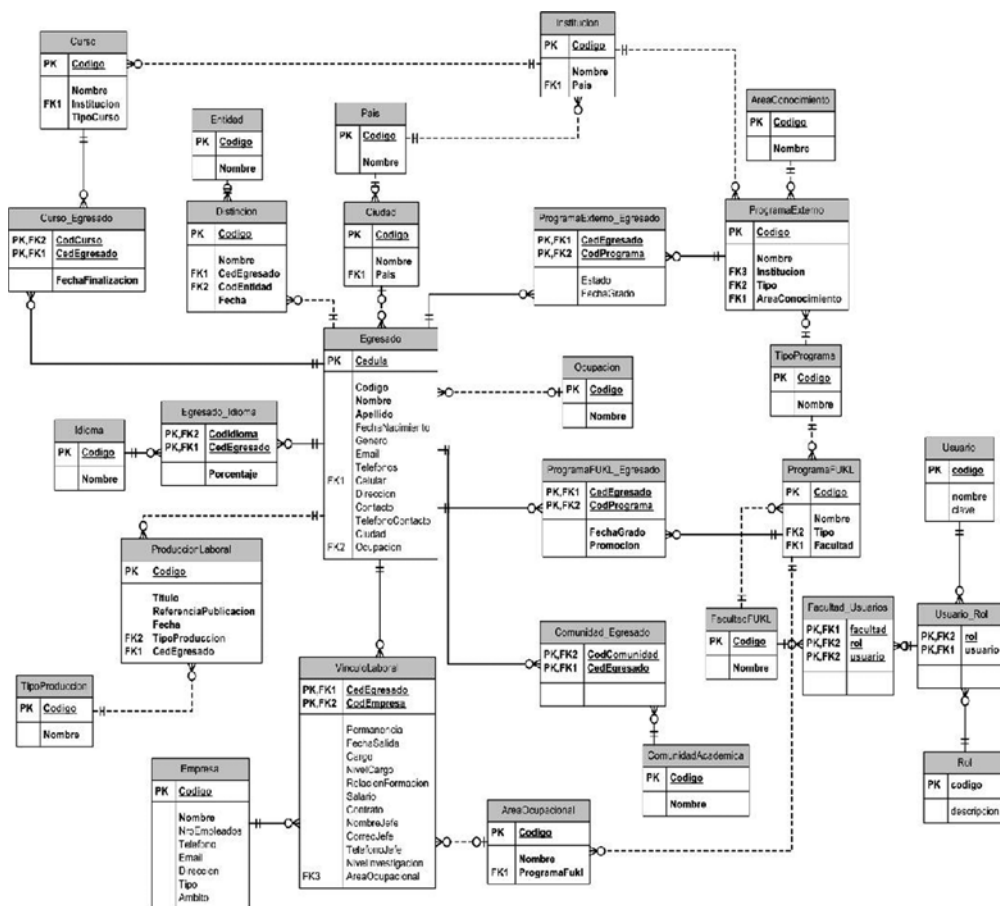 Institucion
PK Codigo
Nombre
FK1 Pais
Curso
PK Codigo
Nombre
FK1 Institucion
TipoCurso
AreaConocimiento
PK Codigo
Nombre
Entidad
PK Codigo
Nombre
Pais
PK Codigo
Nombre
Curso_Egresado
PK,FK2 CodCurso
PK,FK1 CedEgresado
FechaFinalizacion
Distincion
PK Codigo
Nombre
FK1 CedEgresado
FK2 CodEntidad
Fecha
Ciudad
PK Codigo
Nombre
FK1 Pais
ProgramaExterno_Egresado
PK,FK1 CedEgresado
PK,FK2 CodPrograma
Estado
FechaGrado
ProgramaExterno
PK Codigo
Nombre
FK3 Institucion
FK2 Tipo
FK1 AreaConocimiento
Egresado
PK Cedula
Codigo
Nombre
Apellido
FechaNacimiento
Genero
Email
Telefonos
FK1 Celular
Direccion
Contacto
TelefonoContacto
Ciudad
FK2 Ocupacion
Ocupacion
PK Codigo
Nombre
TipoPrograma
PK Codigo
Nombre
Idioma
PK Codigo
Nombre
Egresado_Idioma
PK,FK2 CodIdioma
PK,FK1 CedEgresado
Porcentaje
ProgramaFUKL_Egresado
PK,FK1 CedEgresado
PK,FK2 CodPrograma
FechaGrado
Promocion
ProgramaFUKL
PK Codigo
Nombre
FK2 Tipo
FK1 Facultad
Usuario
PK codigo
nombre
clave
ProduccionLaboral
PK Codigo
Titulo
ReferenciaPublicacion
Fecha
FK2 TipoProduccion
FK1 CedEgresado
FacultadFUKL
PK Codigo
Nombre
Facultad_Usuarios
PK,FK1 facultad
PK,FK2 rol
PK,FK2 usuario
Usuario_Rol
PK,FK2 rol
PK,FK1 usuario
TipoProduccion
PK Codigo
Nombre
VinculoLaboral
PK,FK1 CedEgresado
PK,FK2 CodEmpresa
Permanencia
FechaSalida
Cargo
NivelCargo
RelacionFormacion
Salario
Contrato
NombreJefe
CorreoJefe
TelefonoJefe
NivelInvestigacion
FK3 AreaOcupacional
Comunidad_Egresado
PK,FK2 CodComunidad
PK,FK1 CedEgresado
ComunidadAcademica
PK Codigo
Nombre
Rol
PK codigo
descripcion
Empresa
PK Codigo
Nombre
NroEmpleados
Telefono
Email
Direccion
Tipo
Ambito
AreaOcupacional
PK Codigo
Nombre
FK1 ProgramaFukl